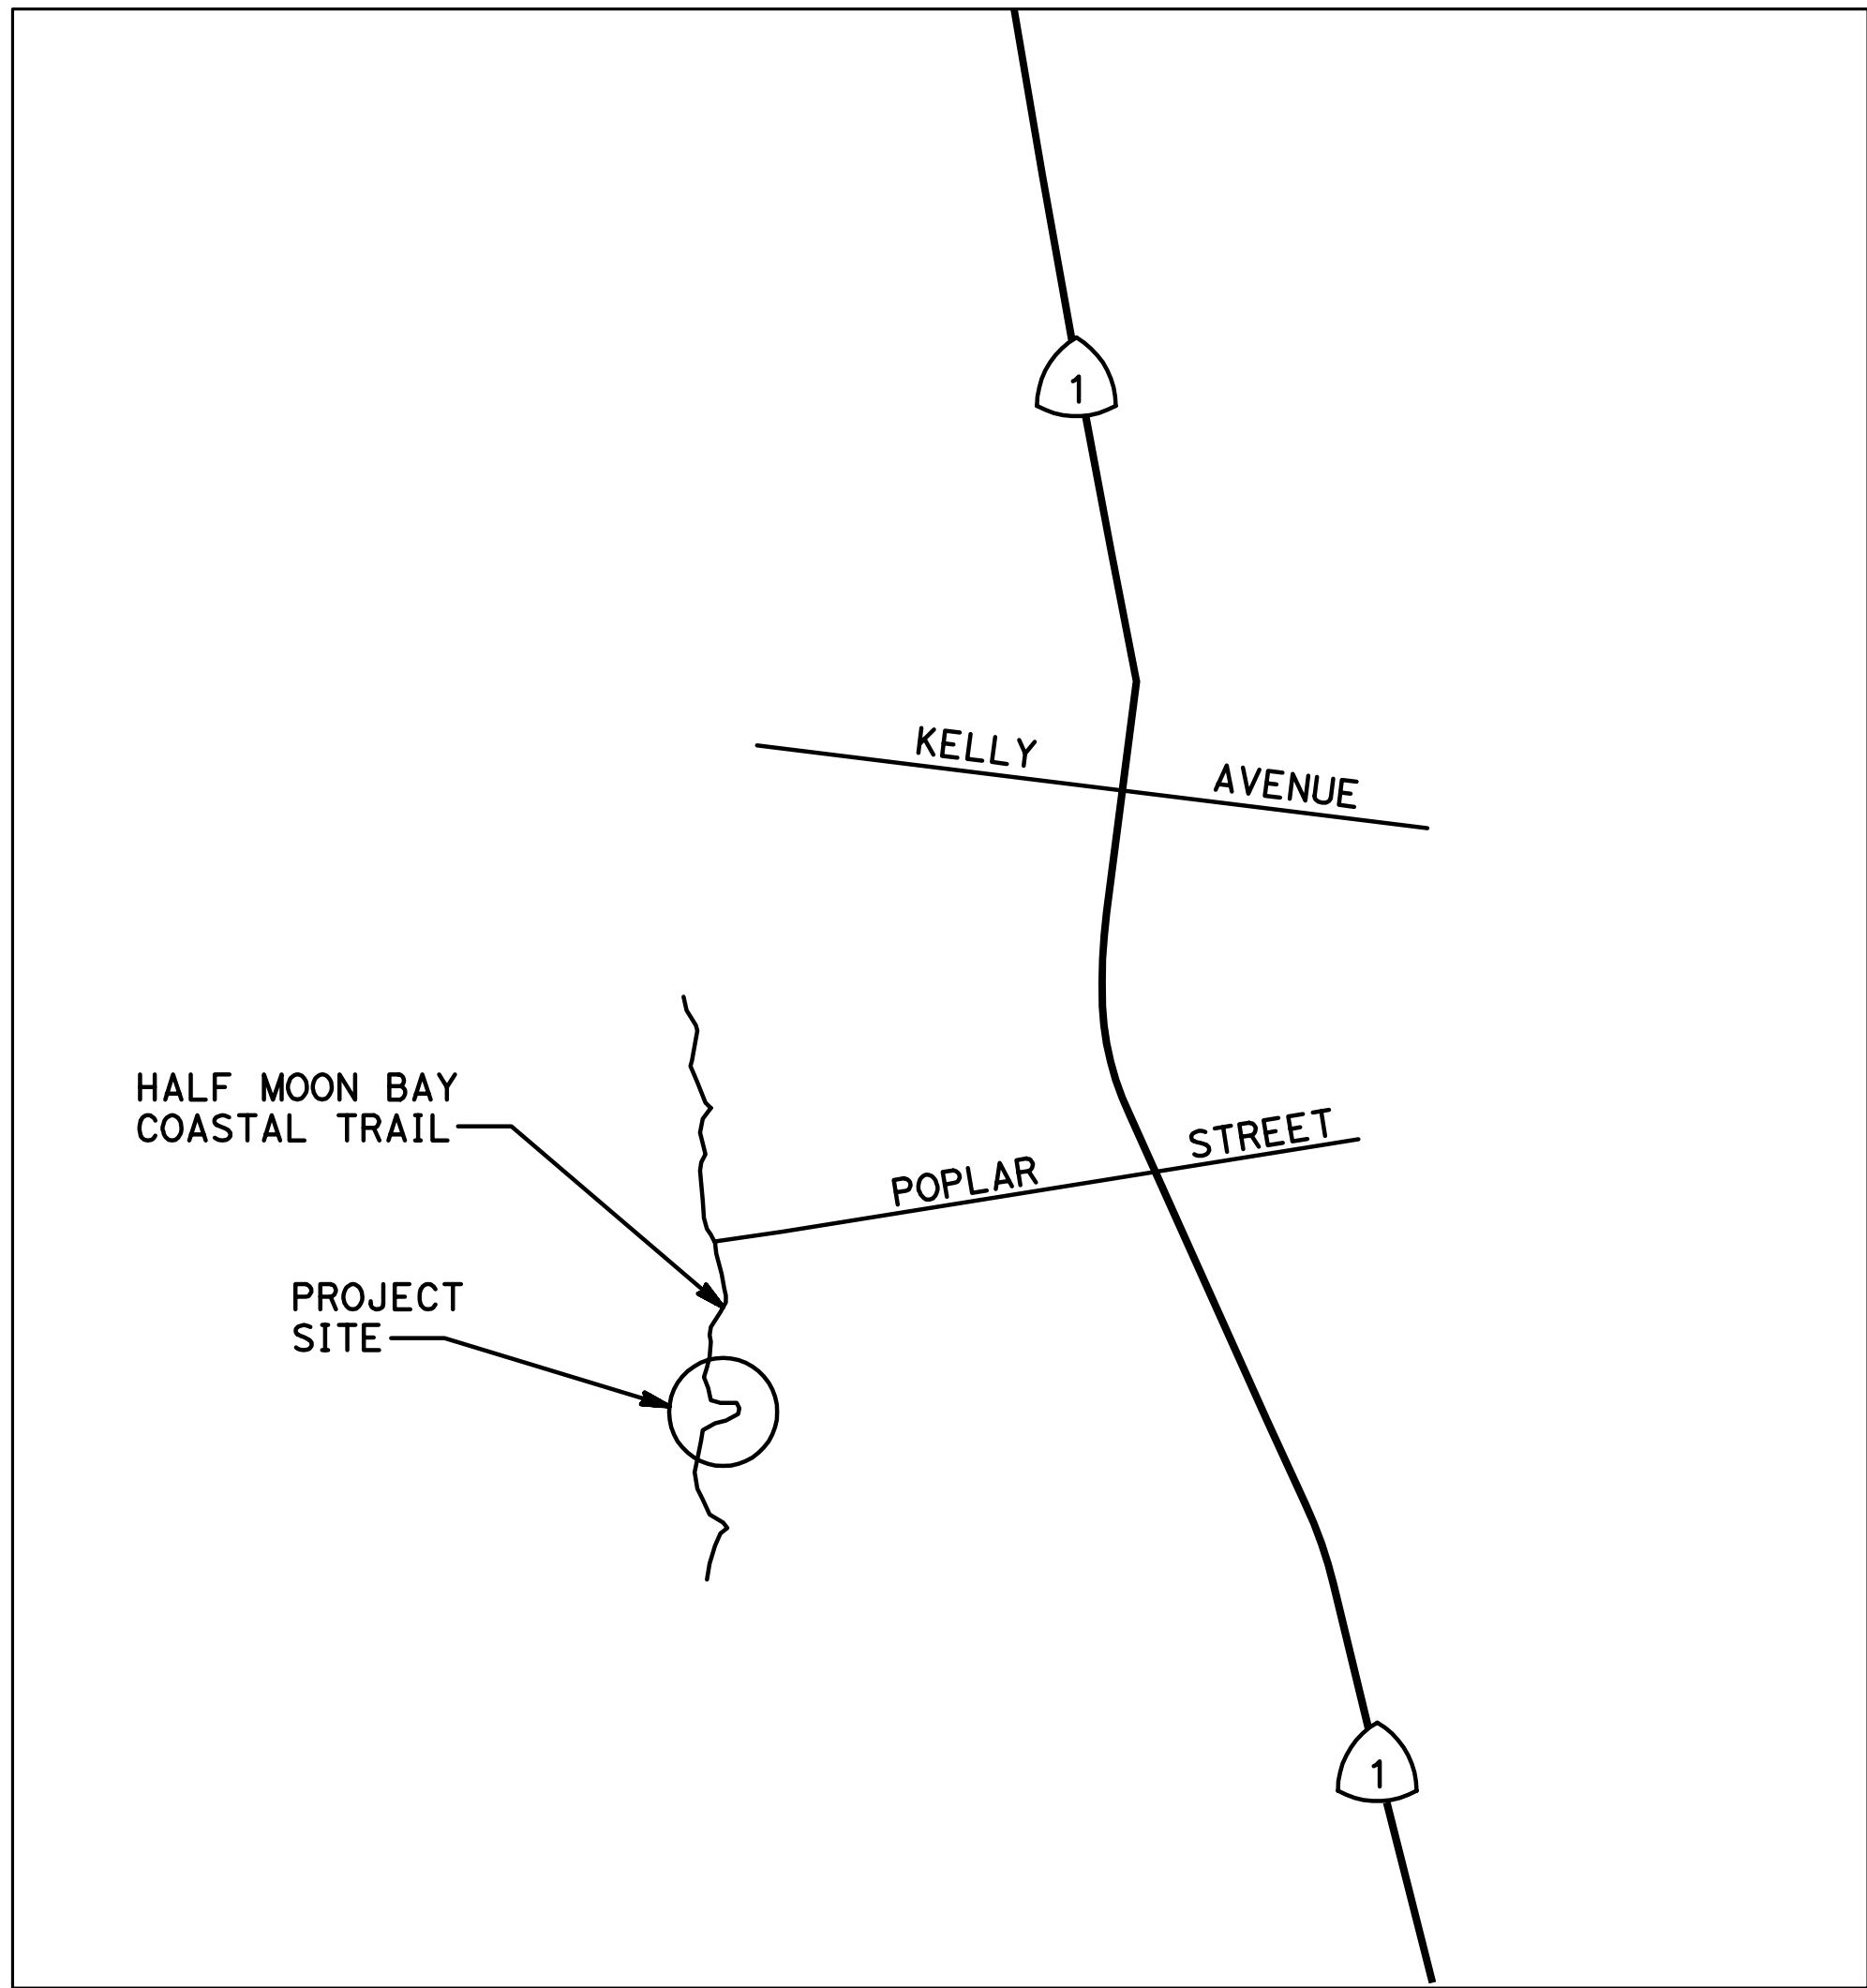 1
KELLY AVENUE
HALF MOON BAY
COASTAL TRAIL
POPLAR STREET
PROJECT
SITE
1